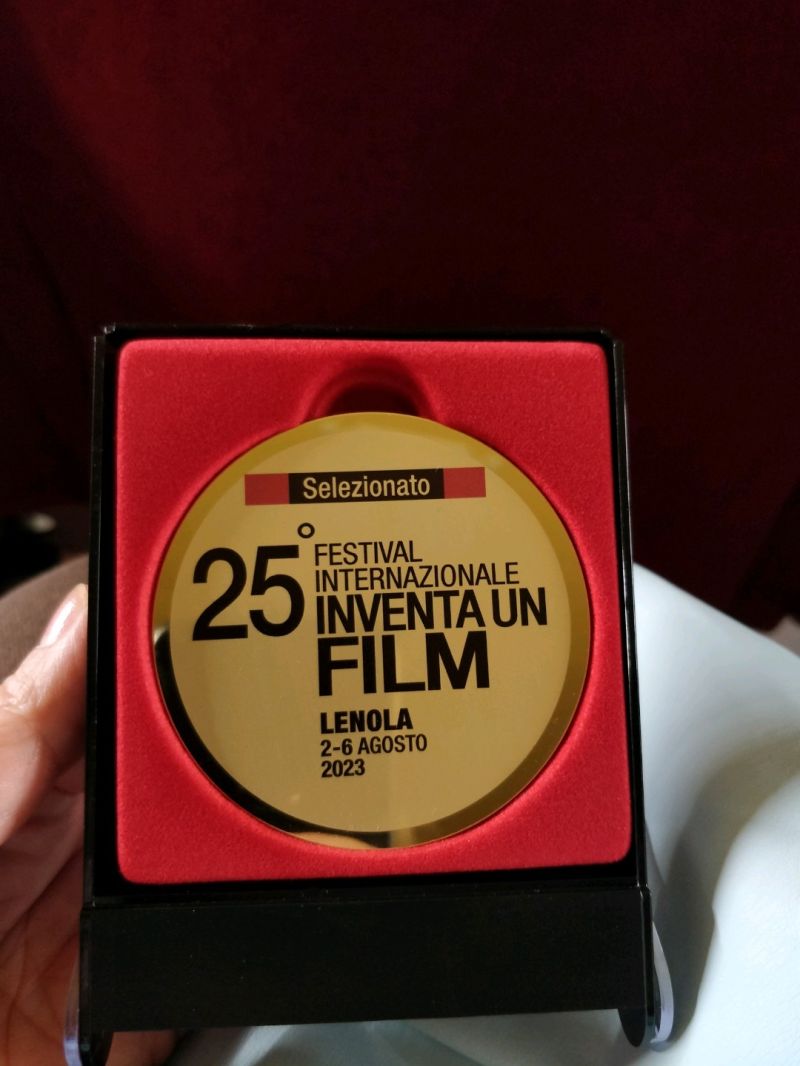 Selezionato
25°
FESTIVAL
INTERNAZIONALE
INVENTA UN
FILM
LENOLA
2-6 AGOSTO
2023